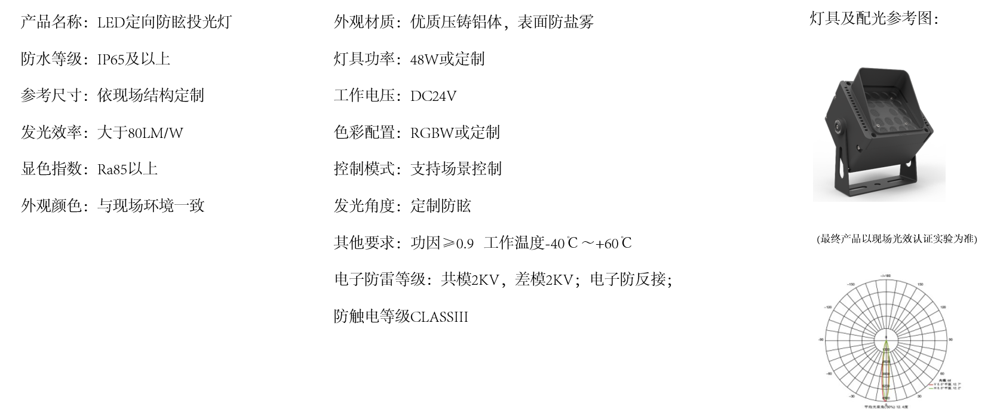 产品名称：LED定向防眩投光灯
防水等级：IP65及以上
参考尺寸：依现场结构定制
发光效率：大于80LM/W
显色指数：Ra85以上
外观颜色：与现场环境一致
外观材质：优质压铸铝体，表面防盐雾
灯具功率：48W或定制
工作电压：DC24V
色彩配置：RGBW或定制
控制模式：支持场景控制
发光角度：定制防眩
其他要求：功因≥0.9 工作温度-40℃～+60℃
电子防雷等级：共模2KV，差模2KV；电子防反接；
防触电等级CLASSIII
灯具及配光参考图：
(最终产品以现场光效认证实验为准)
-/+180
-150 150
-120 120
-90 90
-60 60
-30 30
0
平均光束角(50%):12.4度